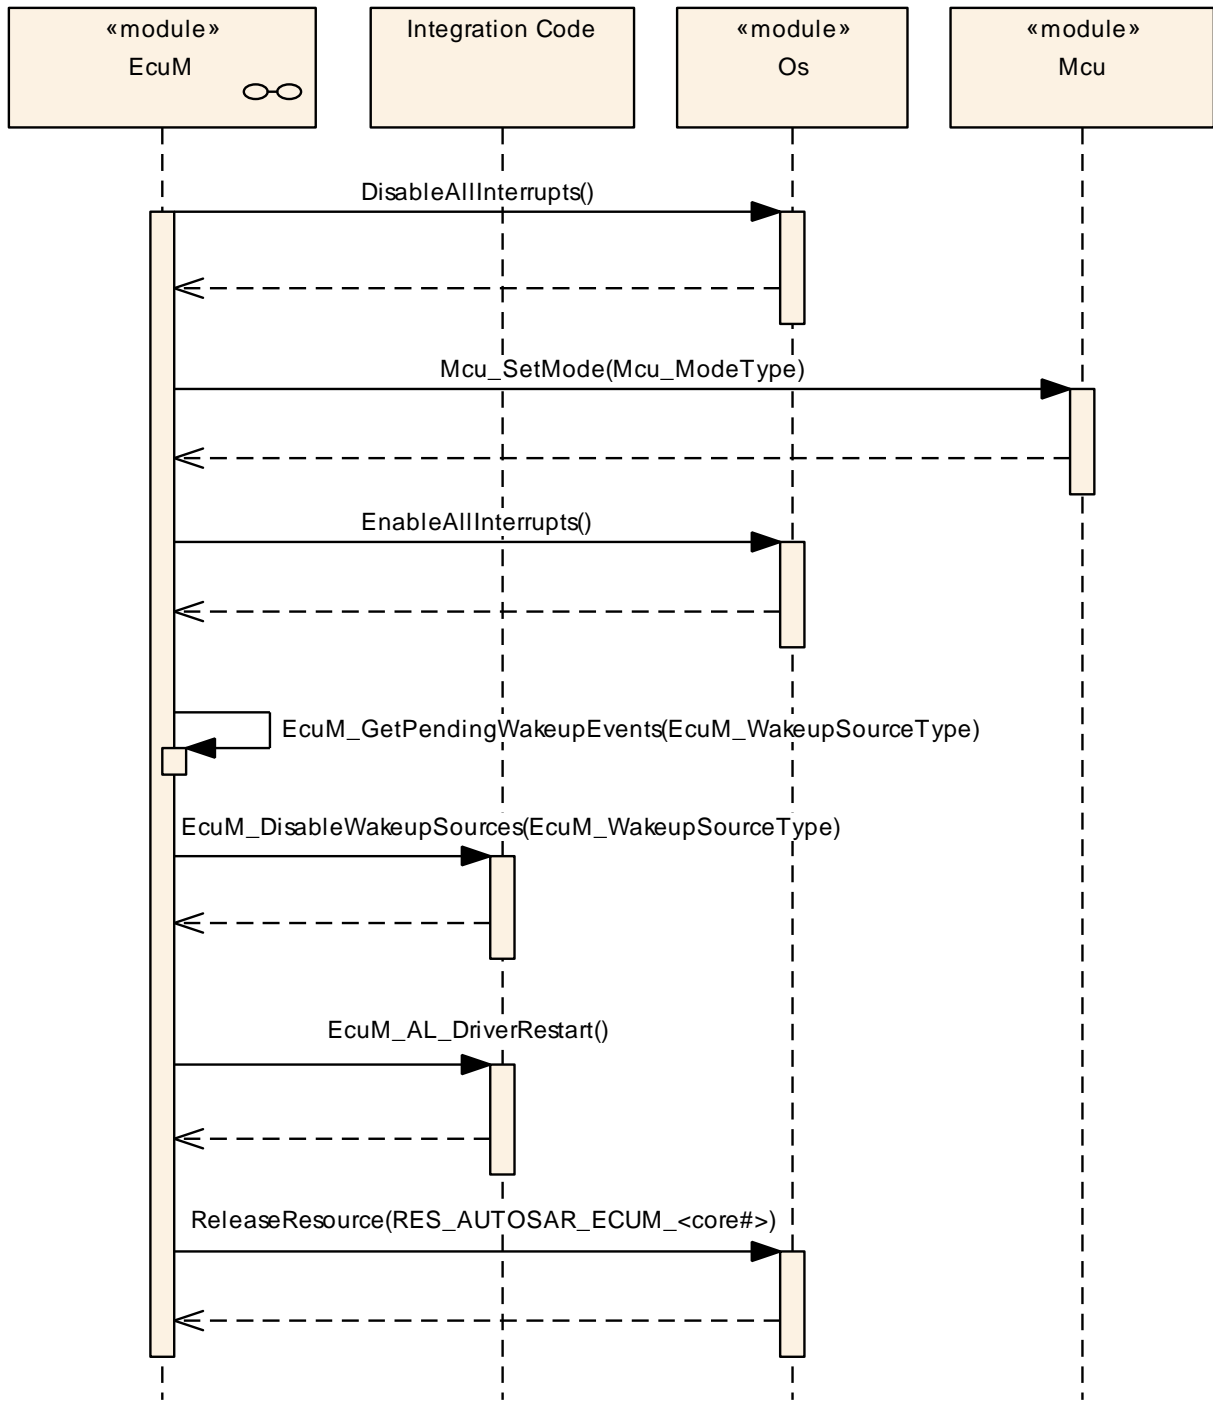 «module»
EcuM
Integration Code
«module»
Os
«module»
Mcu
DisableAllInterrupts()
Mcu_SetMode(Mcu_ModeType)
EnableAllInterrupts()
EcuM_GetPendingWakeupEvents(EcuM_WakeupSourceType)
EcuM_DisableWakeupSources(EcuM_WakeupSourceType)
EcuM_AL_DriverRestart()
ReleaseResource(RES_AUTOSAR_ECUM_<core#>)